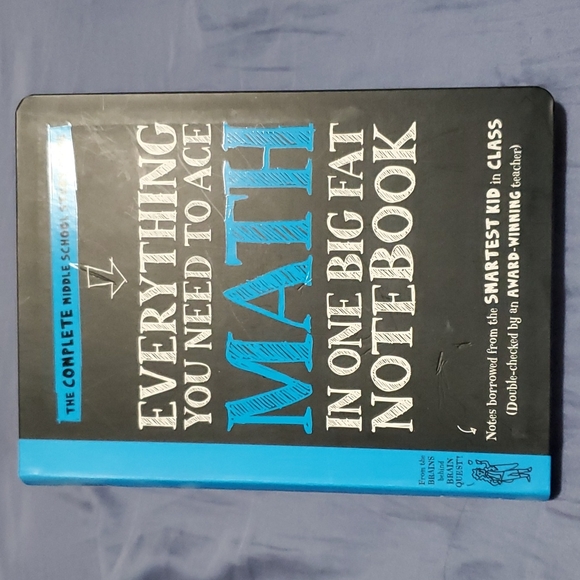 THE COMPLETE MIDDLE SCHOOL
EVERYTHING
YOU NEED TO ACE
MATH
IN ONE BIG FAT
NOTEBOOK
Notes borrowed from the SMARTEST KID in CLASS
(Double-checked by an AWARD-WINNING teacher)
From the
BRAINS
behind
BRAIN
QUEST